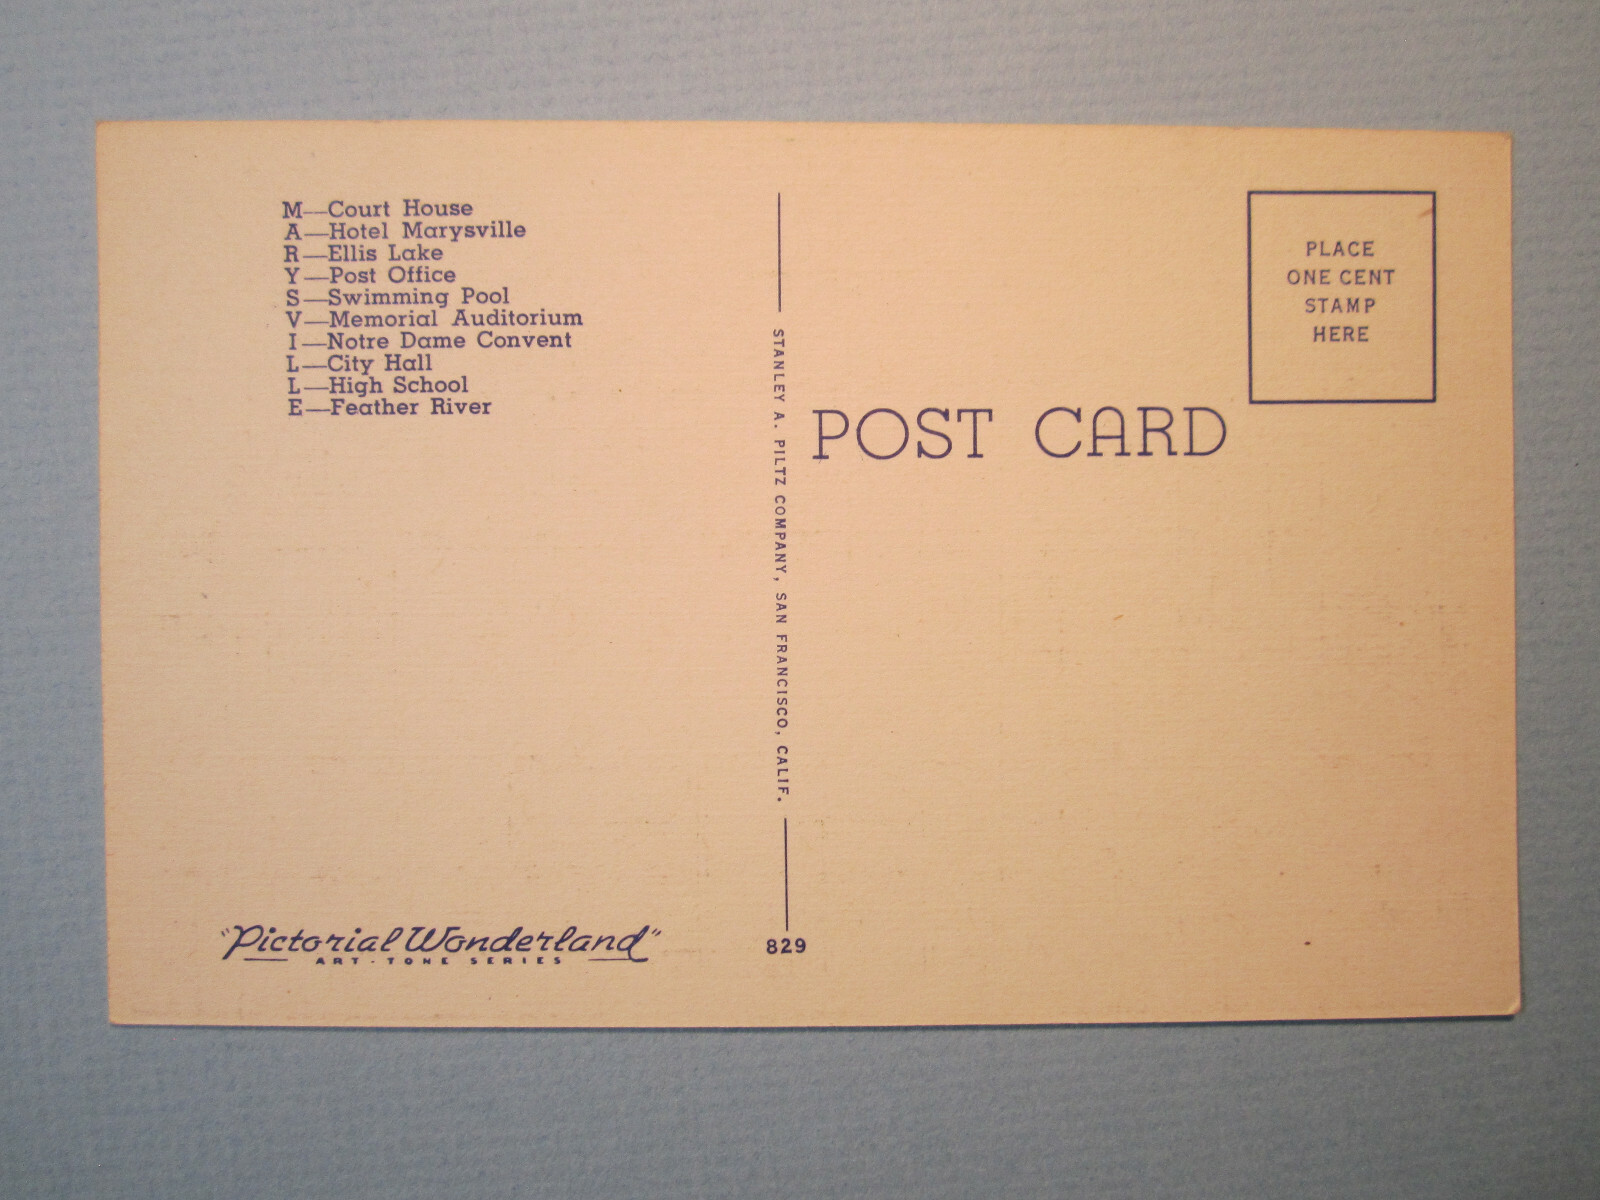 M—Court House
A—Hotel Marysville
R—Ellis Lake
Y—Post Office
S—Swimming Pool
V—Memorial Auditorium
I—Notre Dame Convent
L—City Hall
L—High School
E—Feather River
"Pictorial Wonderland"
ART-TONE SERIES
STANLEY A. PILTZ COMPANY, SAN FRANCISCO, CALIF.
829
POST CARD
PLACE
ONE CENT
STAMP
HERE